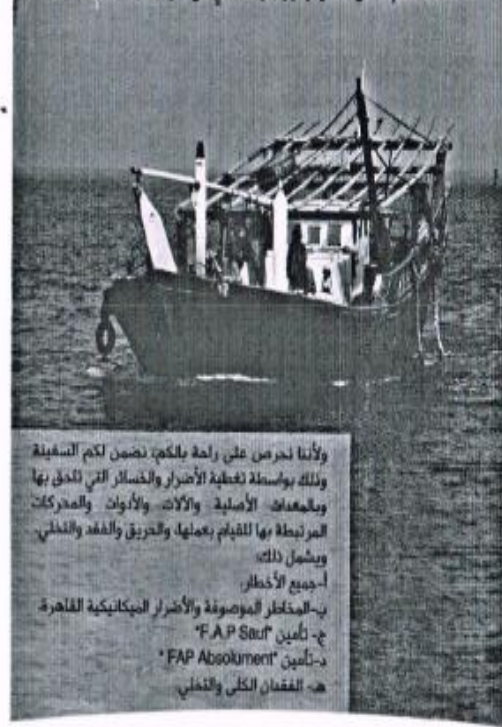 ولأننا نحرص على راحة بالكم، نضمن لكم السفينة
وذلك بواسطة تغطية الأضرار والخسائر التي تلحق بها
وبالمعدات الأصلية والآلات والأدوات والمحركات
المرتبطة بها للقيام بعملها، والحريق والفقد والتخلي.
ويشمل ذلك:
أ-جميع الأخطار.
ب-المخاطر الموصوفة والأضرار الميكانيكية القاهرة.
ج- تأمين "F.A.P Sauf"
د-تأمين "FAP Absolument"
هـ- الفقدان الكلى والتخلي.